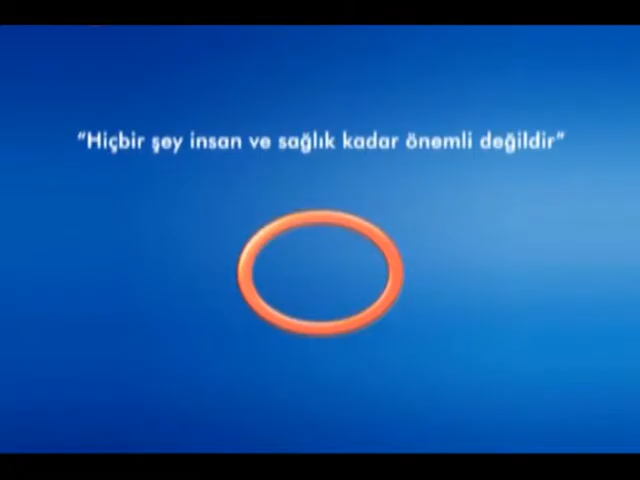 “Hiçbir şey insan ve sağlık kadar önemli değildir”